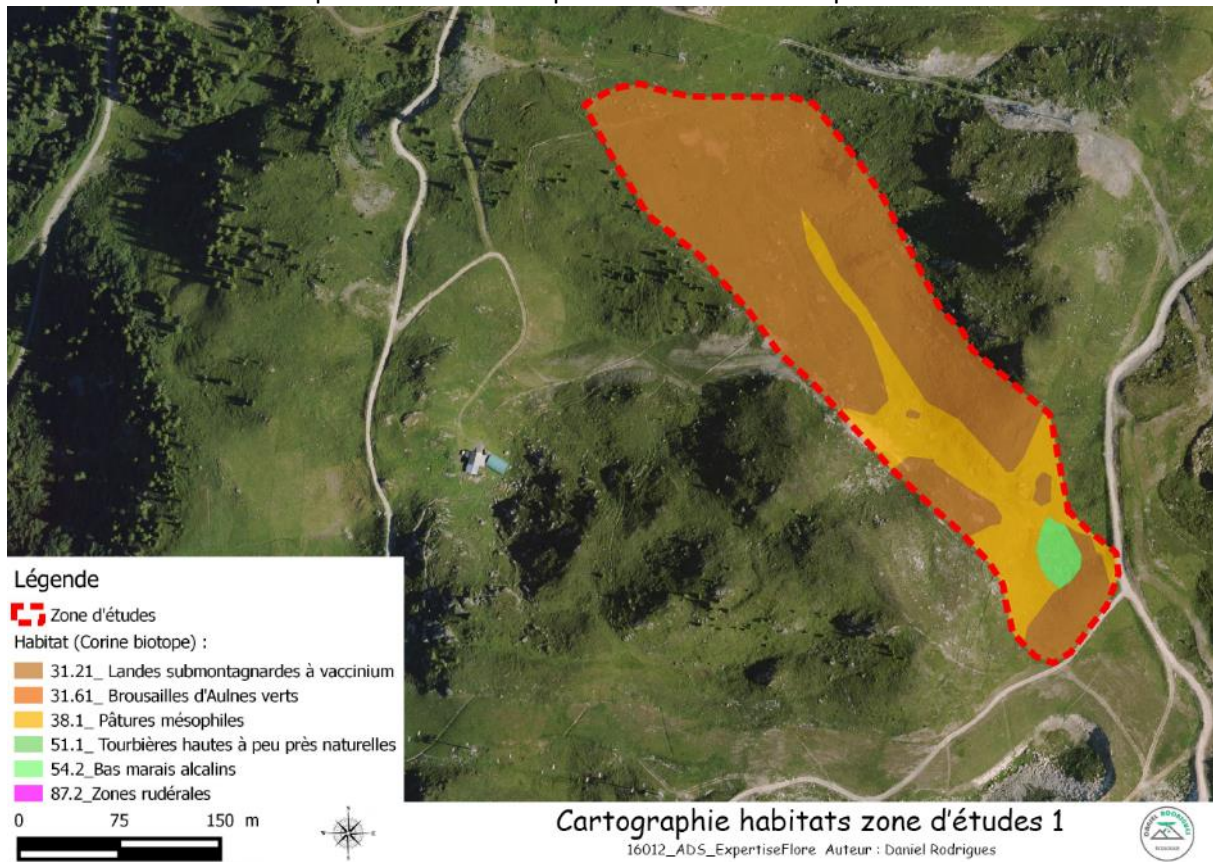 Légende
Zone d'études
Habitat (Corine biotope) :
31.21_ Landes submontagnardes à vaccinium
31.61_ Brousailles d'Aulnes verts
38.1_ Pâtures mésophiles
51.1_ Tourbières hautes à peu près naturelles
54.2_Bas marais alcalins
87.2_Zones rudérales
0 75 150 m
Cartographie habitats zone d'études 1
16012_ADS_ExpertiseFlore Auteur : Daniel Rodrigues
DANIEL RODRIGUES